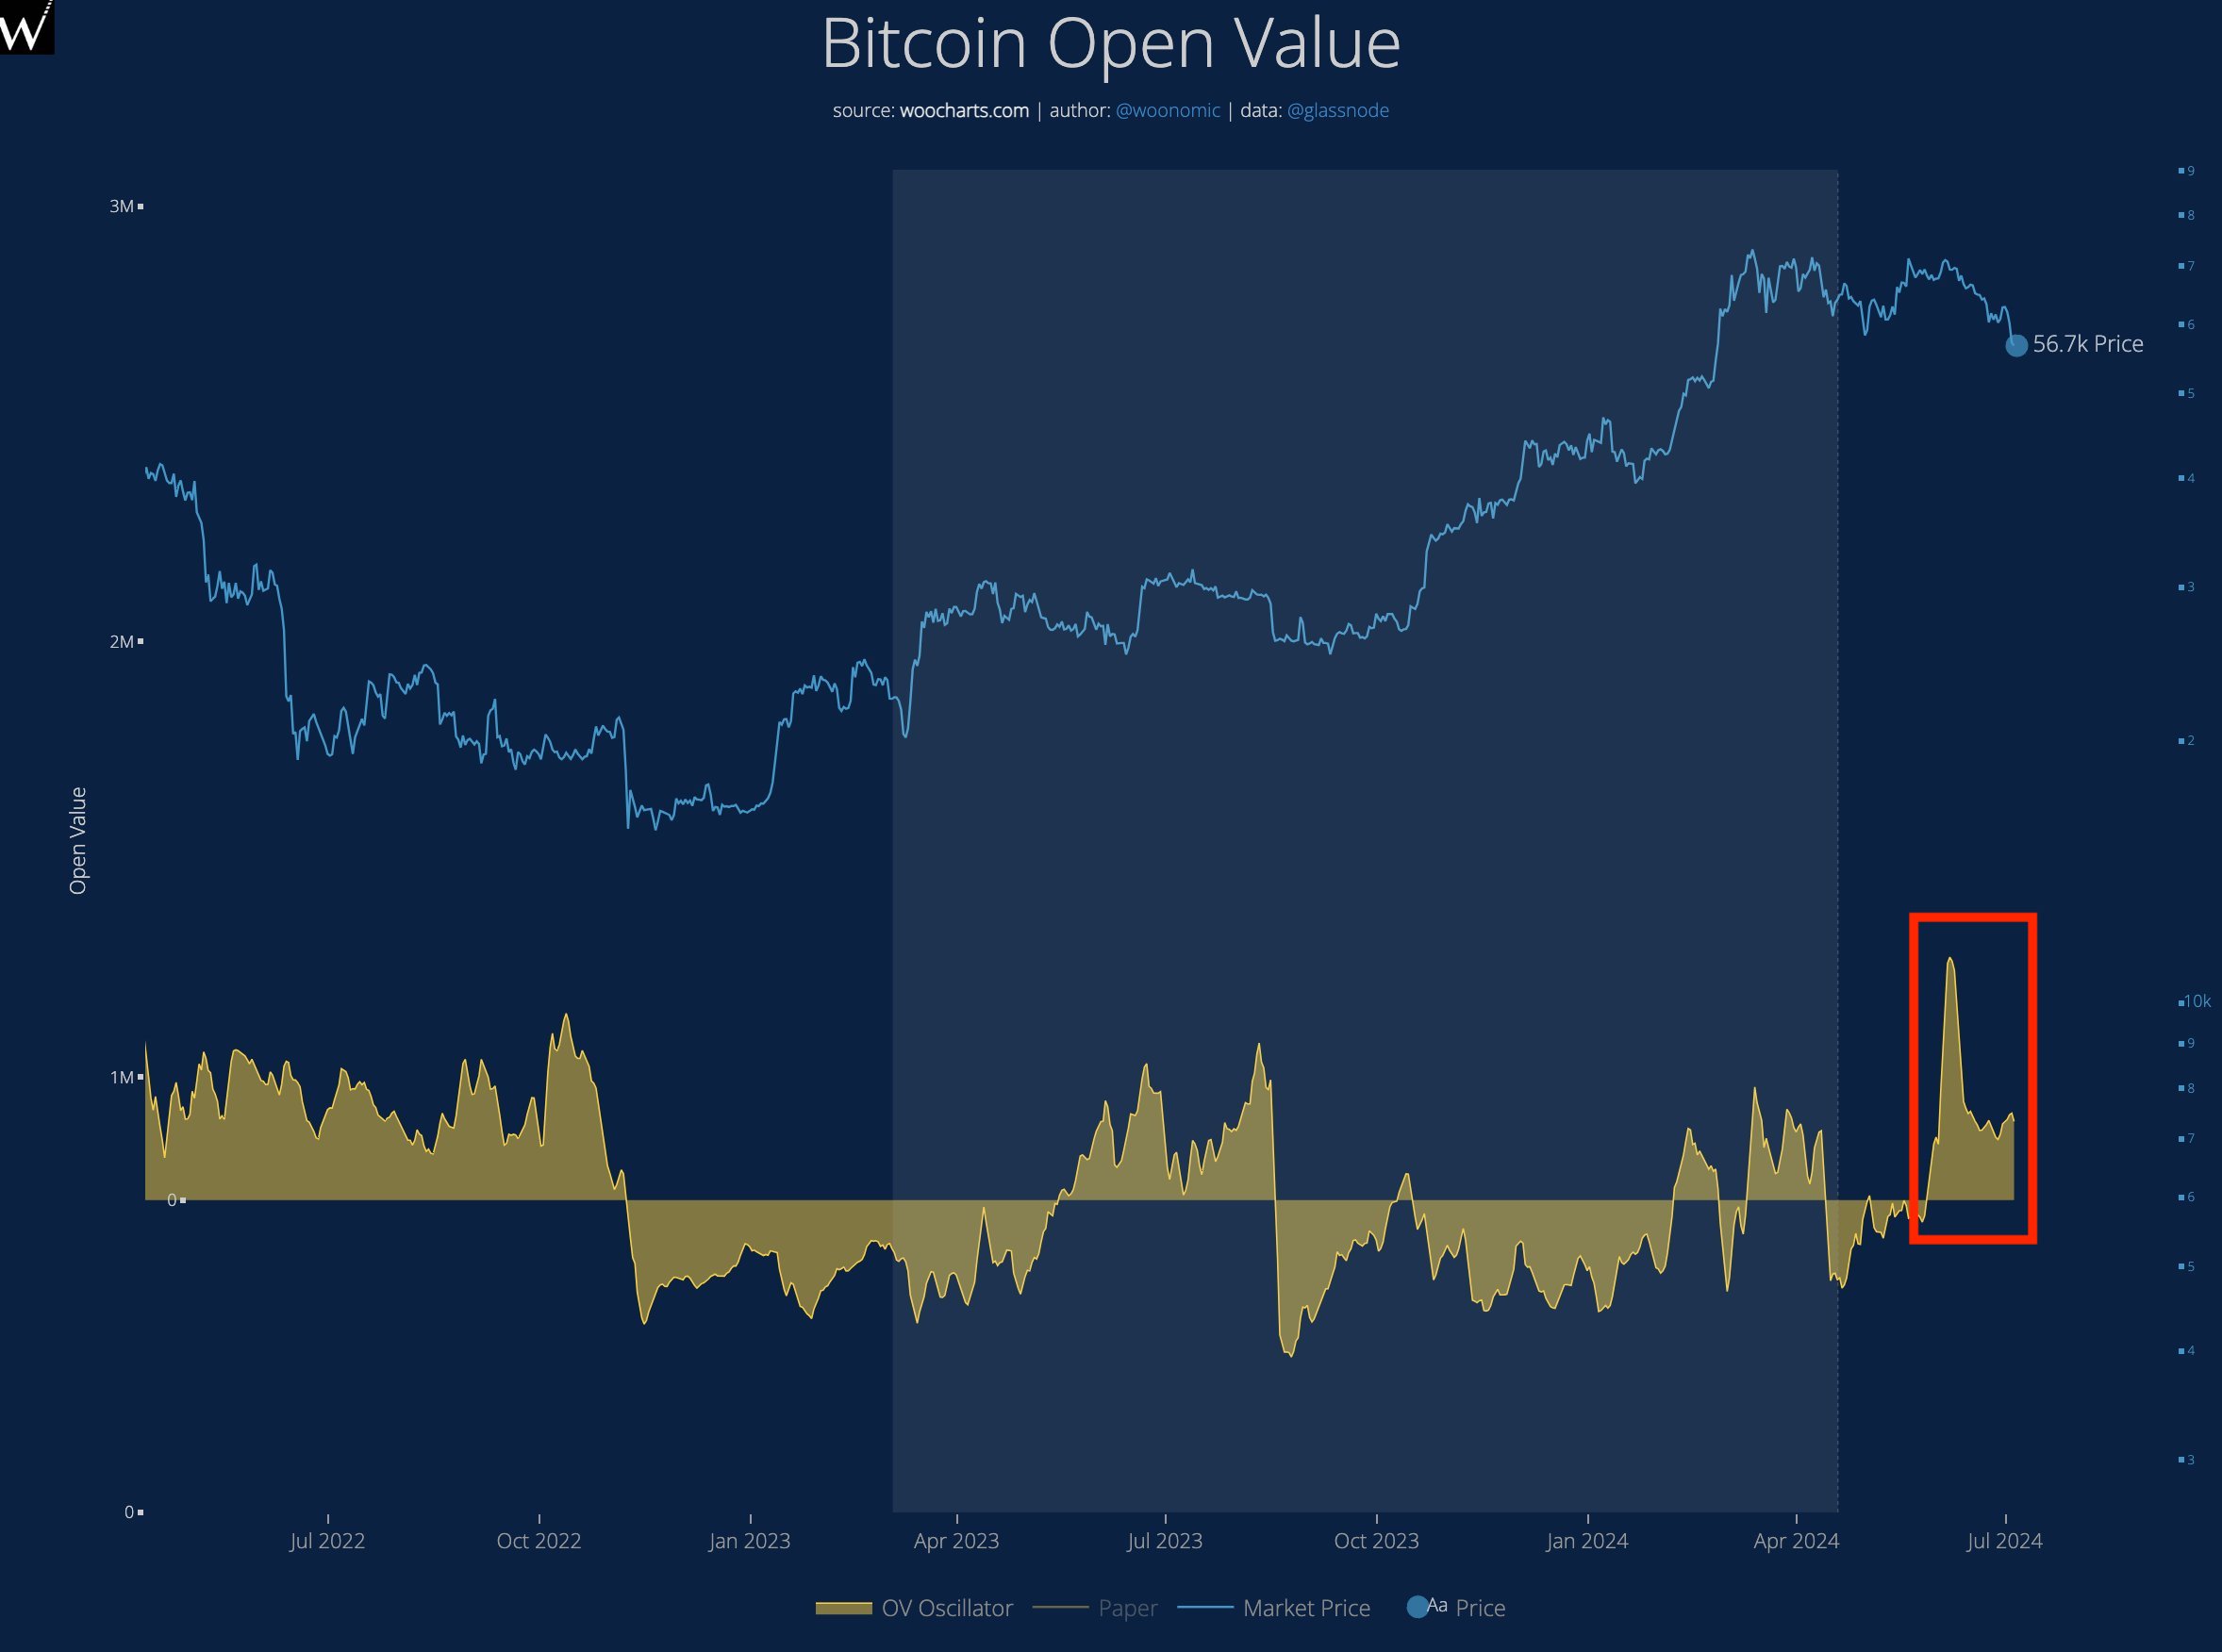 W
Bitcoin Open Value
source: woocharts.com | author: @woonomic | data: @glassnode
9
3M
8
7
6
56.7k Price
5
4
3
2M
2
Open Value
10k
9
1M
8
7
0
6
5
4
3
0
Jul 2022 Oct 2022 Jan 2023 Apr 2023 Jul 2023 Oct 2023 Jan 2024 Apr 2024 Jul 2024
OV Oscillator Paper Market Price Aa Price